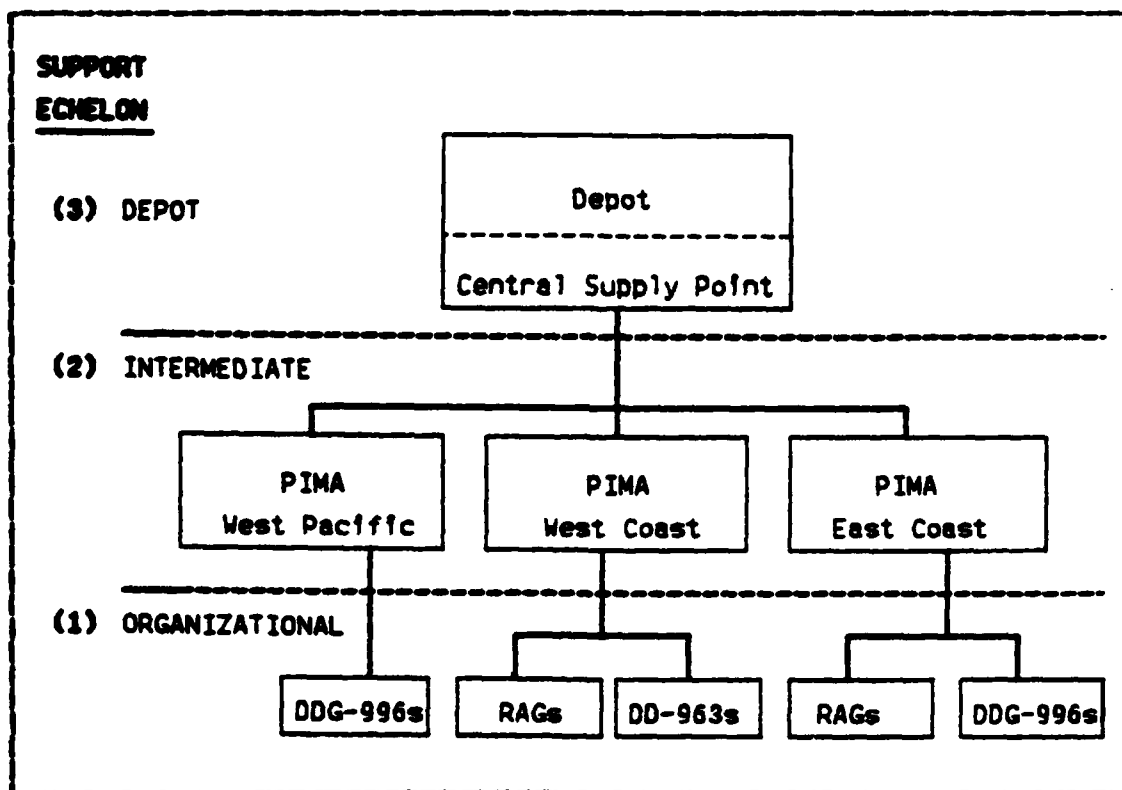 SUPPORT
ECHELON
(3) DEPOT
Depot
Central Supply Point
(2) INTERMEDIATE
PIMA
West Pacific
PIMA
West Coast
PIMA
East Coast
(1) ORGANIZATIONAL
DDG-996s
RAGs
DD-963s
RAGs
DDG-996s